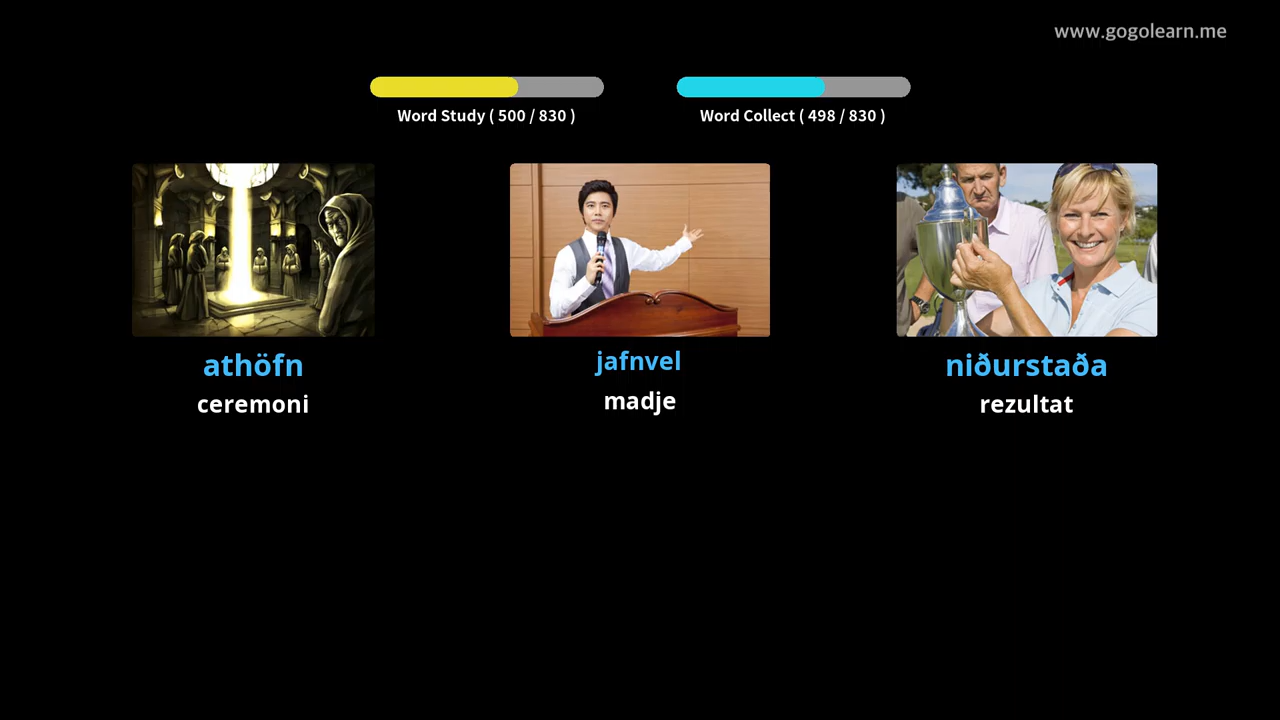 www.gogolearn.me
Word Study ( 500 / 830 )
Word Collect ( 498 / 830 )
athöfn
jafnvel
niðurstaða
ceremoni
madje
rezultat